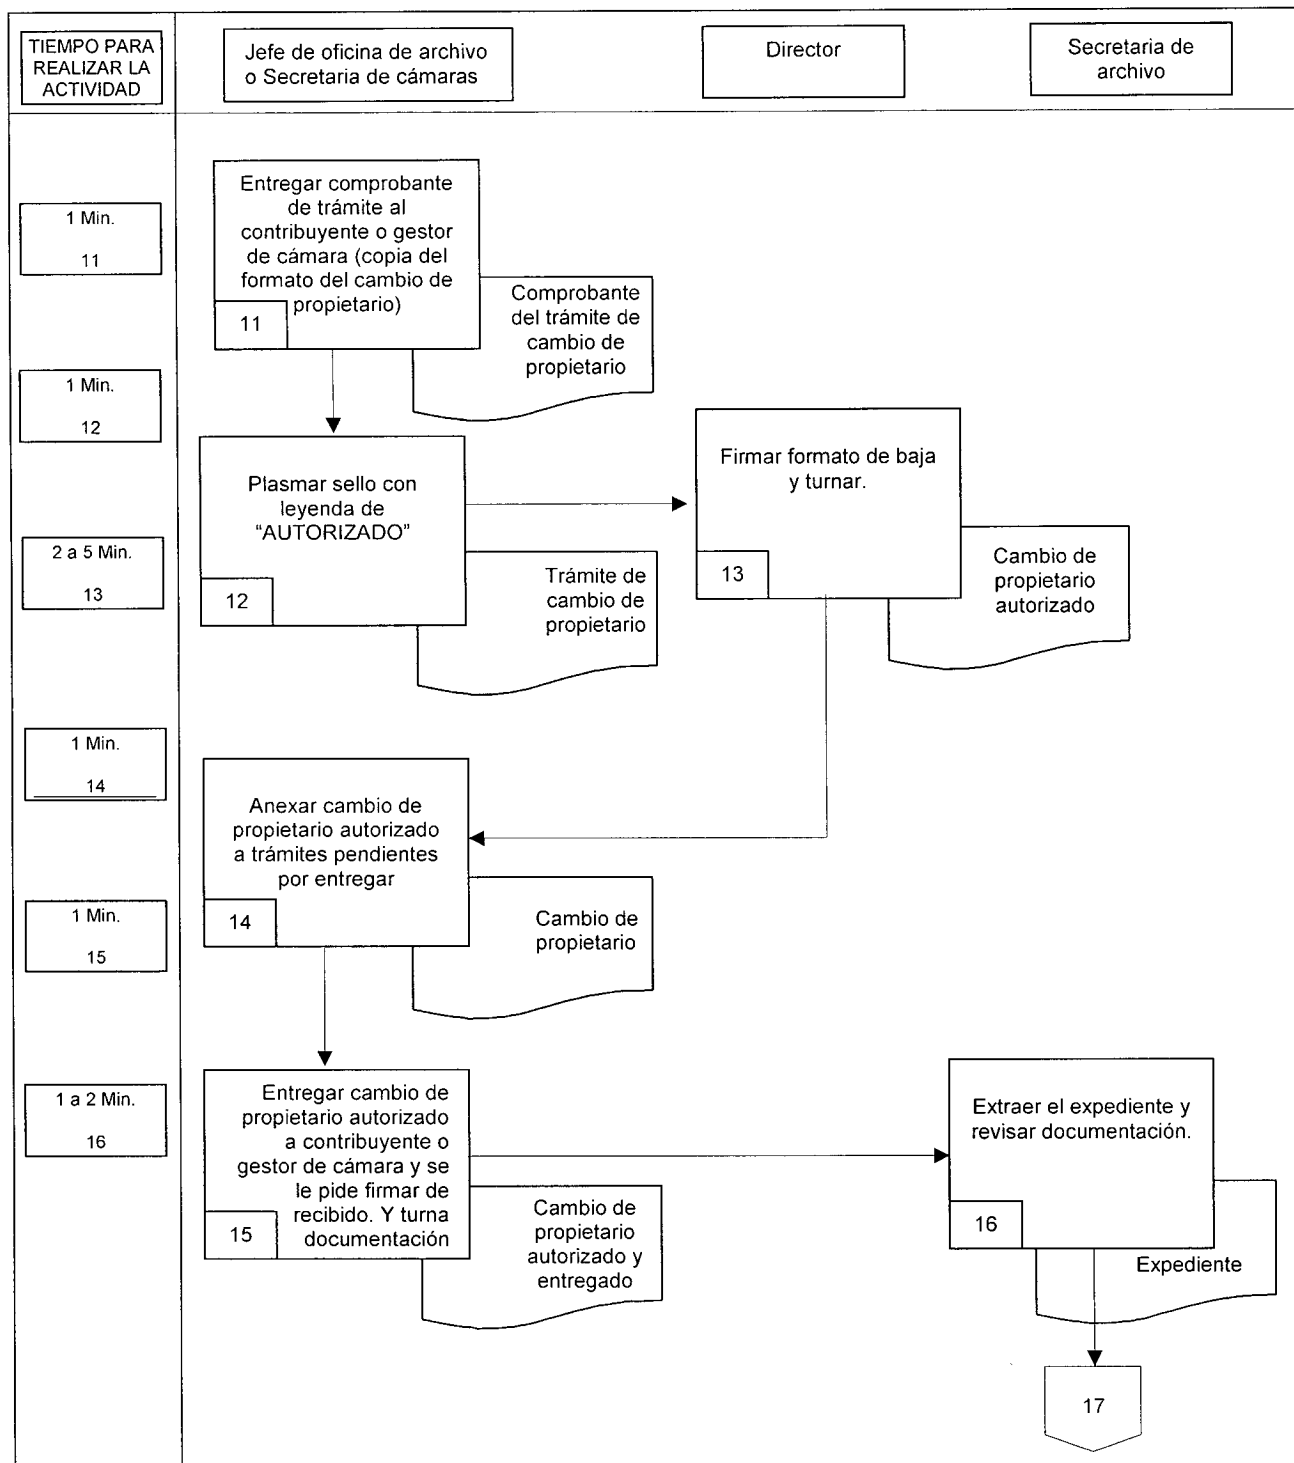 TIEMPO PARA
REALIZAR LA
ACTIVIDAD
Jefe de oficina de archivo
o Secretaria de cámaras
Director
Secretaria de
archivo
1 Min.
11
Entregar comprobante
de trámite al
contribuyente o gestor
de cámara (copia del
formato del cambio de
propietario)
11
Comprobante
del trámite de
cambio de
propietario
1 Min.
12
Plasmar sello con
leyenda de
“AUTORIZADO”
12
Trámite de
cambio de
propietario
Firmar formato de baja
y turnar.
13
Cambio de
propietario
autorizado
2 a 5 Min.
13
1 Min.
14
Anexar cambio de
propietario autorizado
a trámites pendientes
por entregar
14
Cambio de
propietario
1 Min.
15
Entregar cambio de
propietario autorizado
a contribuyente o
gestor de cámara y se
le pide firmar de
recibido. Y turna
documentación
15
Cambio de
propietario
autorizado y
entregado
1 a 2 Min.
16
Extraer el expediente y
revisar documentación.
16
Expediente
17